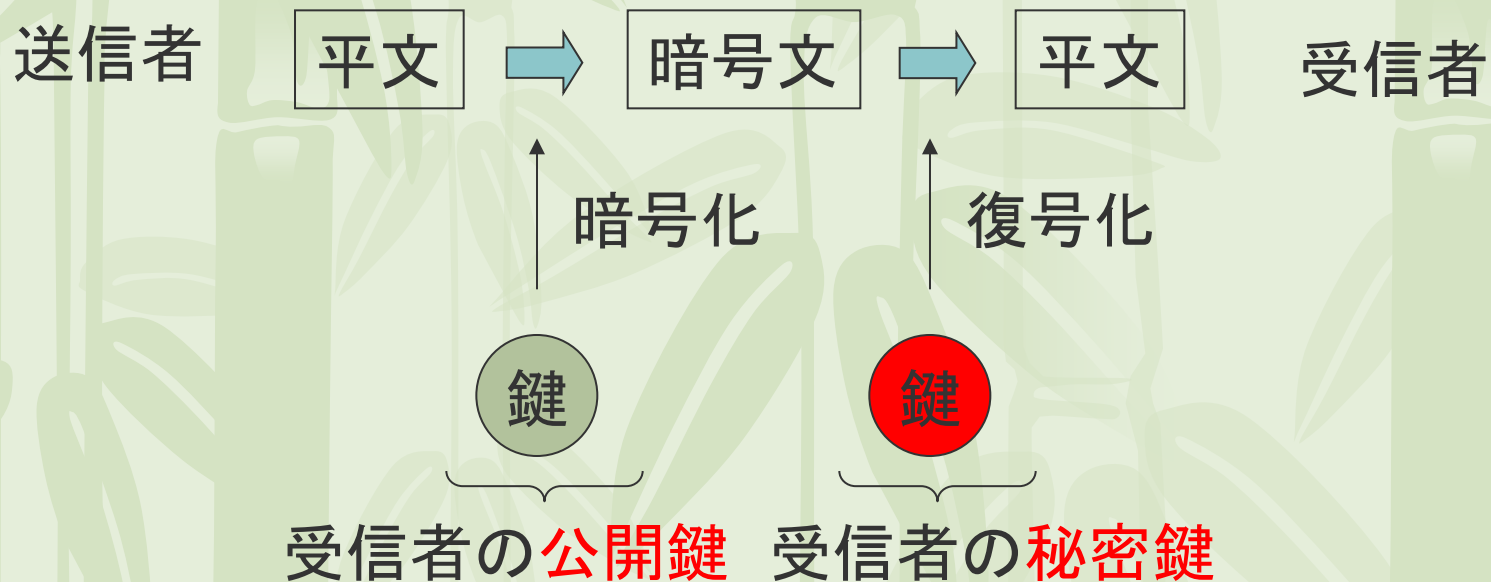 送信者
平文
暗号文
平文
受信者
暗号化
復号化
鍵
鍵
受信者の公開鍵
受信者の秘密鍵